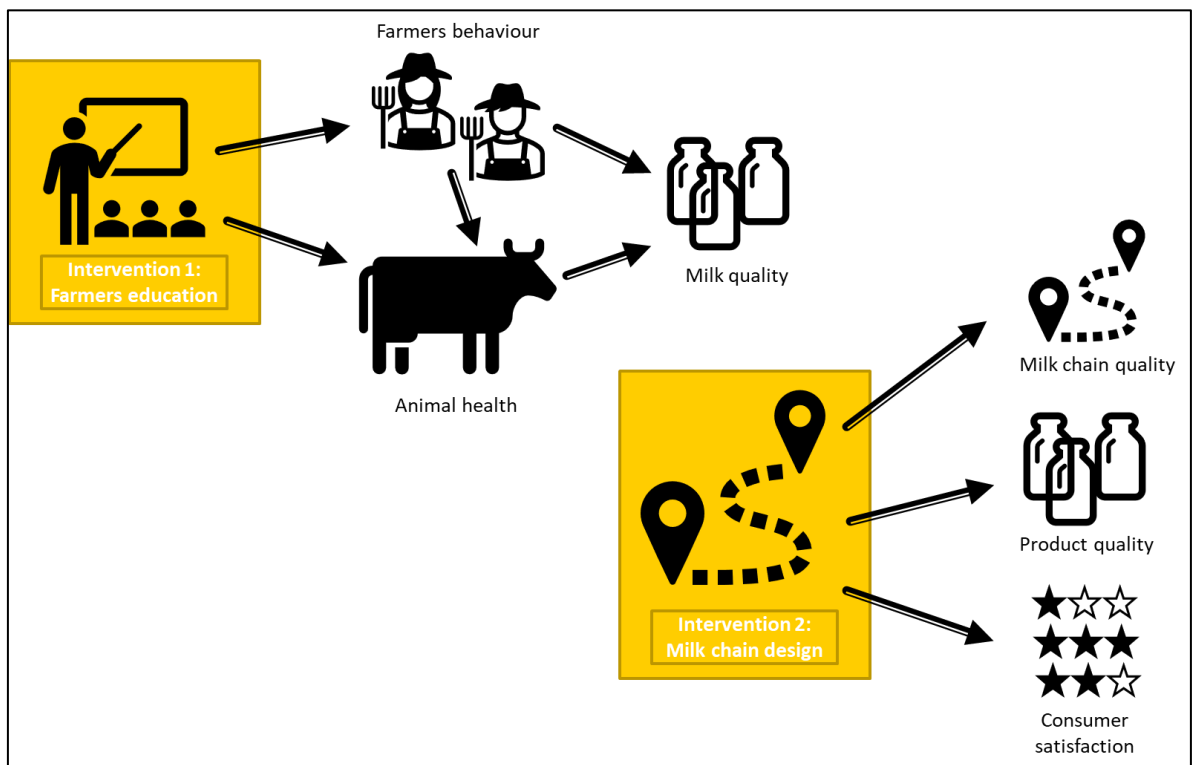 Farmers behaviour
Intervention 1:
Farmers education
Milk quality
Animal health
Milk chain quality
Product quality
Intervention 2:
Milk chain design
Consumer
satisfaction